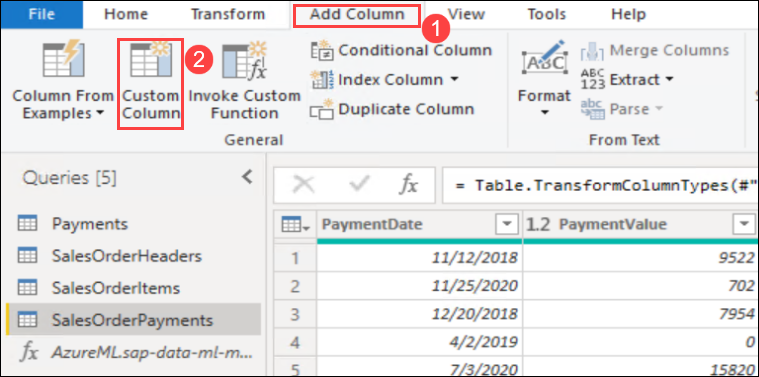 File Home Transform Add Column View Tools Help
1
2
Column From Examples
Custom Column
Invoke Custom Function
Conditional Column
Index Column
Duplicate Column
General
ABC
Format
Merge Columns
ABC 123 Extract
abc Parse
From Text
Queries [5]
Payments
SalesOrderHeaders
SalesOrderItems
SalesOrderPayments
fx AzureML.sap-data-ml-m...
fx = Table.TransformColumnTypes(#"
PaymentDate 1.2 PaymentValue
1 11/12/2018 9522
2 11/25/2020 702
3 12/20/2018 7954
4 4/2/2019 0
5 7/3/2020 15820